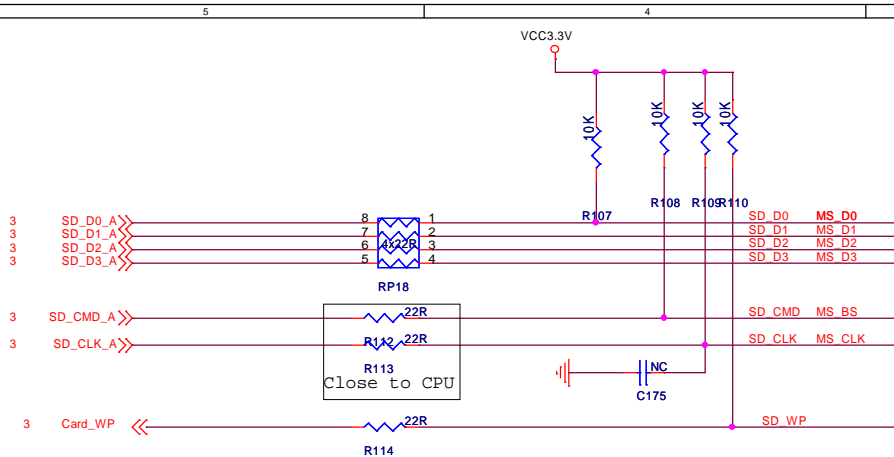 5 4
VCC3.3V
10K 10K 10K 10K
R107 R108 R109 R110
3 SD_D0_A 8 1 SD_D0 MS_D0
3 SD_D1_A 7 2 SD_D1 MS_D1
3 SD_D2_A 6 4x22R 3 SD_D2 MS_D2
3 SD_D3_A 5 4 SD_D3 MS_D3
RP18
3 SD_CMD_A 22R SD_CMD MS_BS
R112
3 SD_CLK_A 22R SD_CLK MS_CLK
R113
Close to CPU
NC
C175
3 Card_WP 22R SD_WP
R114